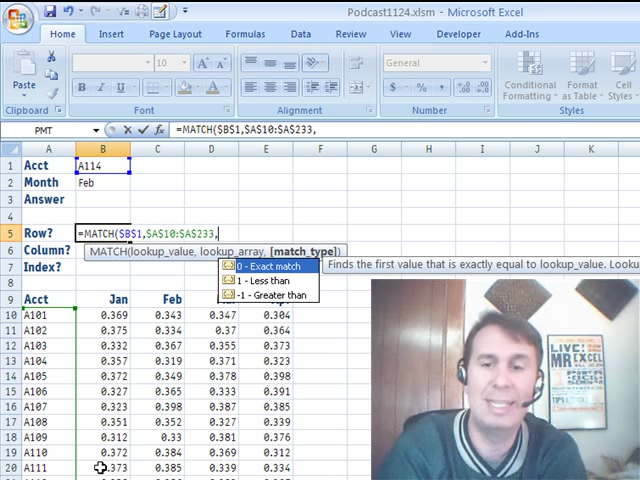 Podcast1124.xlsm - Microsoft Excel
Home Insert Page Layout Formulas Data Review View Developer Add-Ins
Paste
10
Conditional Formatting
Format as Table
Cell Styles
Clipboard Font Alignment Number Styles
PMT =MATCH($B$1,$A$10:$A$233,
A B C D E F G H I J K
1 Acct A114
2 Month Feb
3 Answer
4
5 Row? =MATCH($B$1,$A$10:$A$233,
6 Column? MATCH(lookup_value, lookup_array, [match_type])
7 Index? 0 - Exact match Finds the first value that is exactly equal to lookup_value. Looku
1 - Less than
-1 - Greater than
9 Acct Jan Feb
10 A101 0.369 0.343 0.347 0.304
11 A102 0.375 0.334 0.37 0.364
12 A103 0.332 0.367 0.355 0.373
13 A104 0.357 0.319 0.371 0.323
14 A105 0.372 0.349 0.378 0.398
15 A106 0.327 0.365 0.333 0.391
16 A107 0.323 0.398 0.387 0.385
17 A108 0.351 0.352 0.327 0.339
18 A109 0.312 0.33 0.381 0.376
19 A110 0.372 0.384 0.369 0.312
20 A111 0.373 0.385 0.339 0.334
LIVE!
MR EXCEL